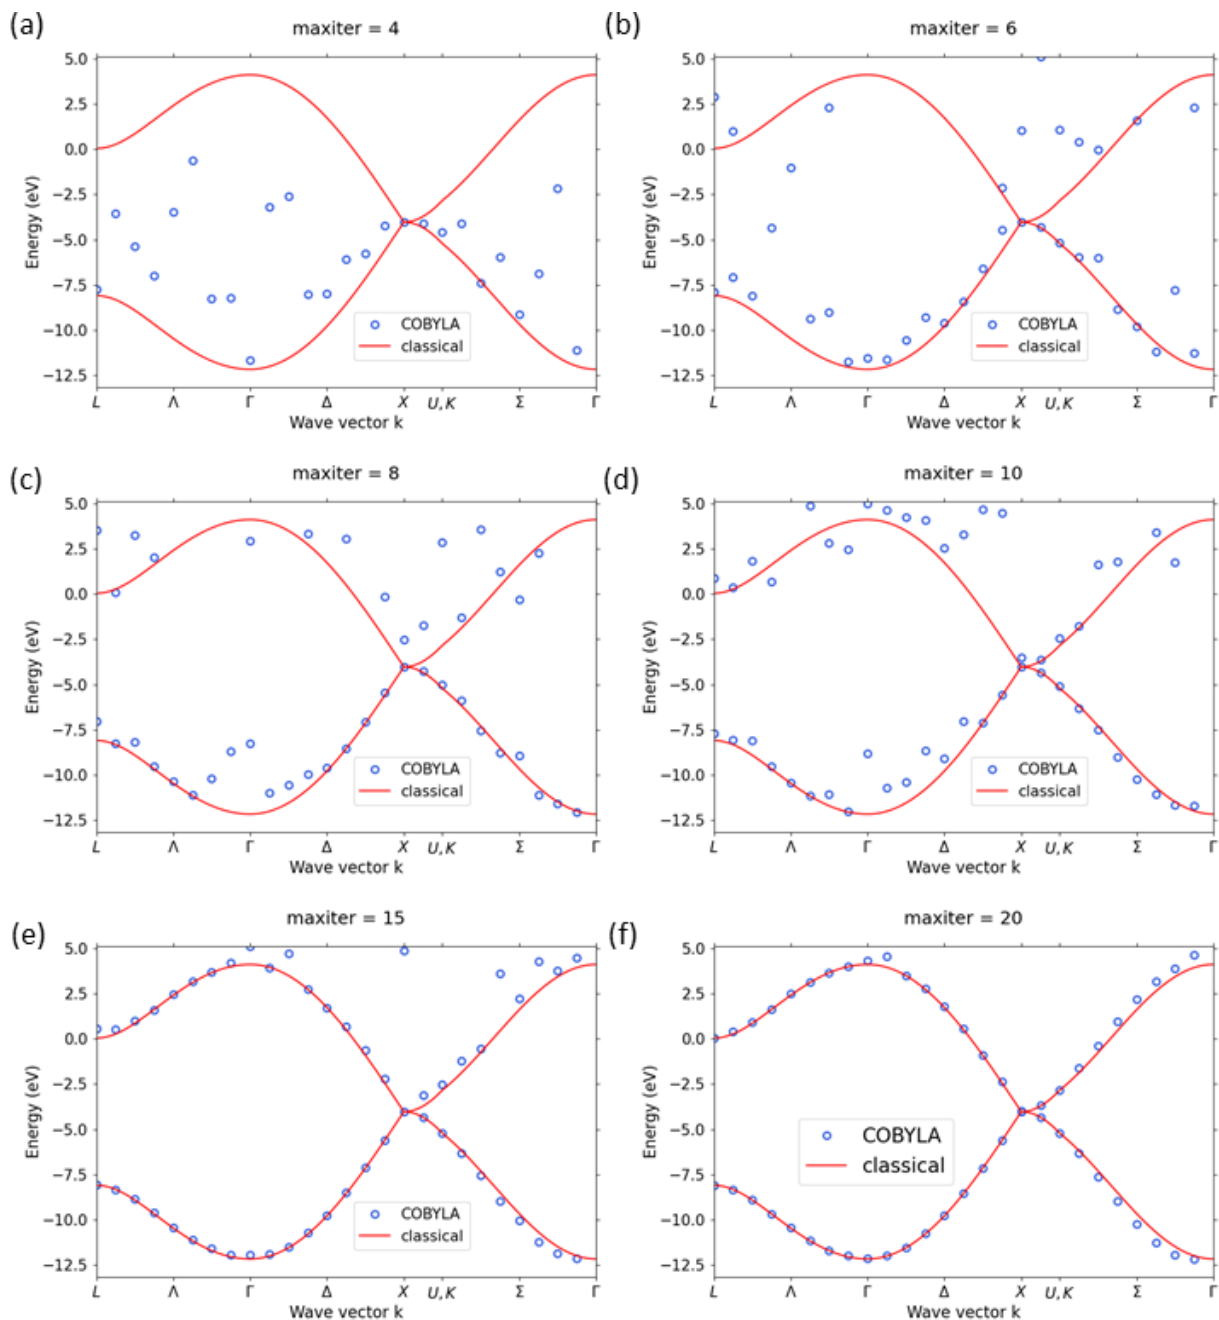 (a)
maxiter = 4
5.0
2.5
0.0
−2.5
−5.0
−7.5
−10.0
−12.5
Energy (eV)
COBYLA
classical
L Λ Γ Δ X U, K Σ Γ
Wave vector k
(b)
maxiter = 6
5.0
2.5
0.0
−2.5
−5.0
−7.5
−10.0
−12.5
Energy (eV)
COBYLA
classical
L Λ Γ Δ X U, K Σ Γ
Wave vector k
(c)
maxiter = 8
5.0
2.5
0.0
−2.5
−5.0
−7.5
−10.0
−12.5
Energy (eV)
COBYLA
classical
L Λ Γ Δ X U, K Σ Γ
Wave vector k
(d)
maxiter = 10
5.0
2.5
0.0
−2.5
−5.0
−7.5
−10.0
−12.5
Energy (eV)
COBYLA
classical
L Λ Γ Δ X U, K Σ Γ
Wave vector k
(e)
maxiter = 15
5.0
2.5
0.0
−2.5
−5.0
−7.5
−10.0
−12.5
Energy (eV)
COBYLA
classical
L Λ Γ Δ X U, K Σ Γ
Wave vector k
(f)
maxiter = 20
5.0
2.5
0.0
−2.5
−5.0
−7.5
−10.0
−12.5
Energy (eV)
COBYLA
classical
L Λ Γ Δ X U, K Σ Γ
Wave vector k